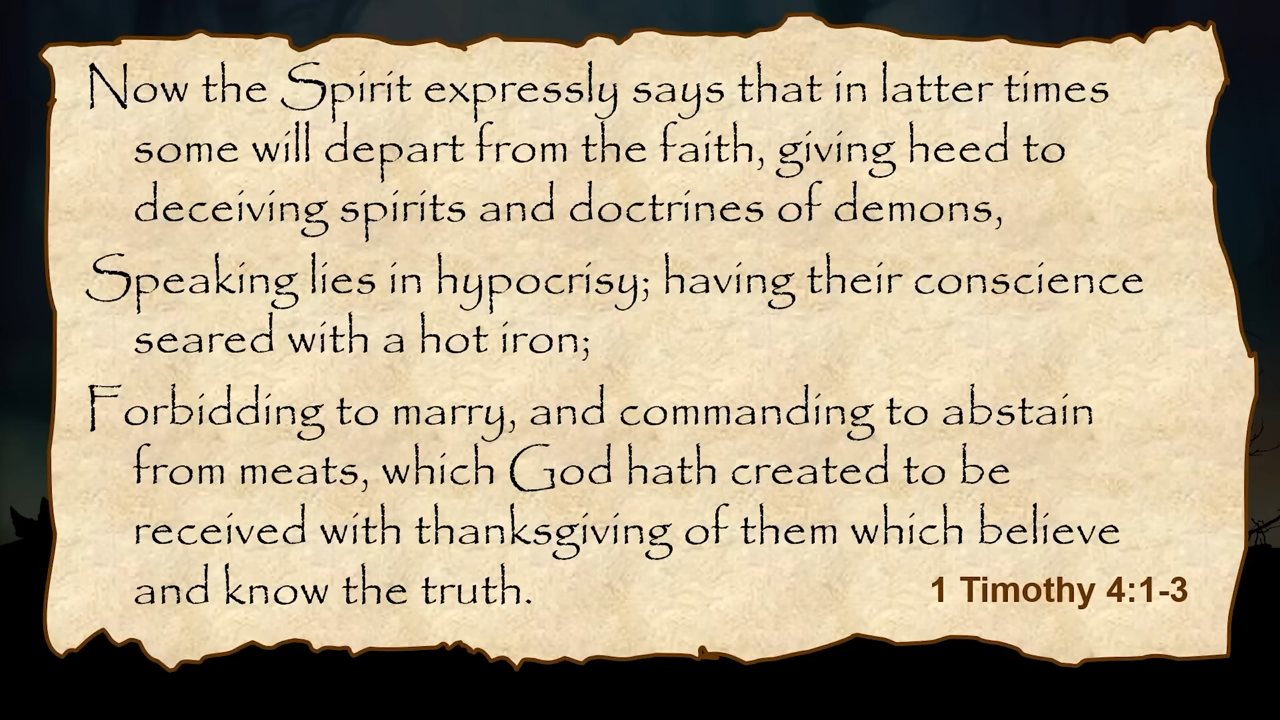 Now the Spirit expressly says that in latter times
some will depart from the faith, giving heed to
deceiving spirits and doctrines of demons,
Speaking lies in hypocrisy; having their conscience
seared with a hot iron;
Forbidding to marry, and commanding to abstain
from meats, which God hath created to be
received with thanksgiving of them which believe
and know the truth.
1 Timothy 4:1-3